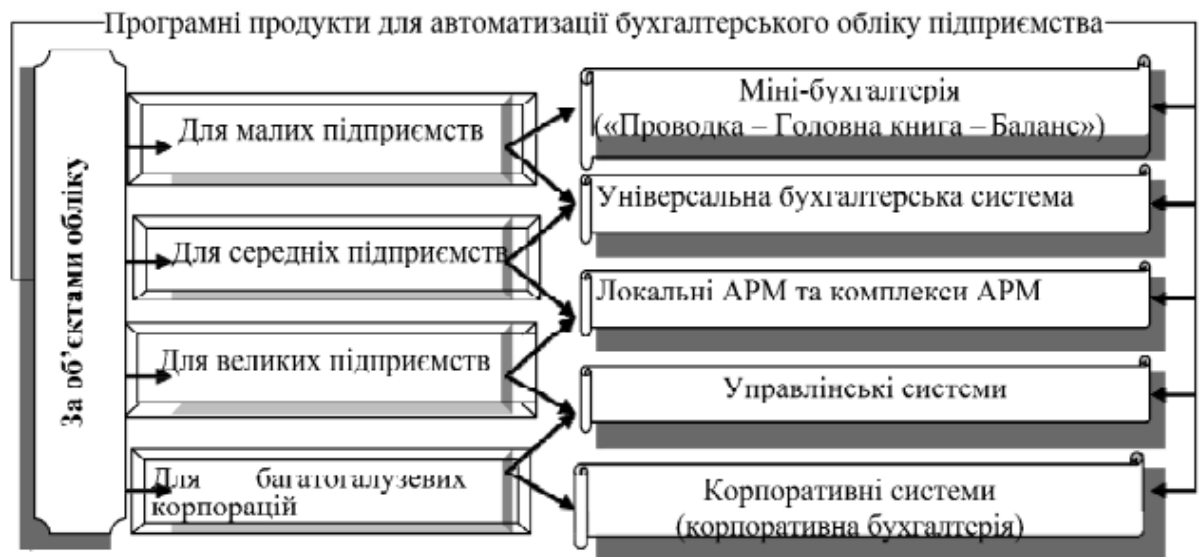 Програмні продукти для автоматизації бухгалтерського обліку підприємства
За об’єктами обліку
Для малих підприємств
Для середніх підприємств
Для великих підприємств
Для багатогалузевих
корпорацій
Міні-бухгалтерія
(«Проводка – Головна книга – Баланс»)
Універсальна бухгалтерська система
Локальні АРМ та комплекси АРМ
Управлінські системи
Корпоративні системи
(корпоративна бухгалтерія)